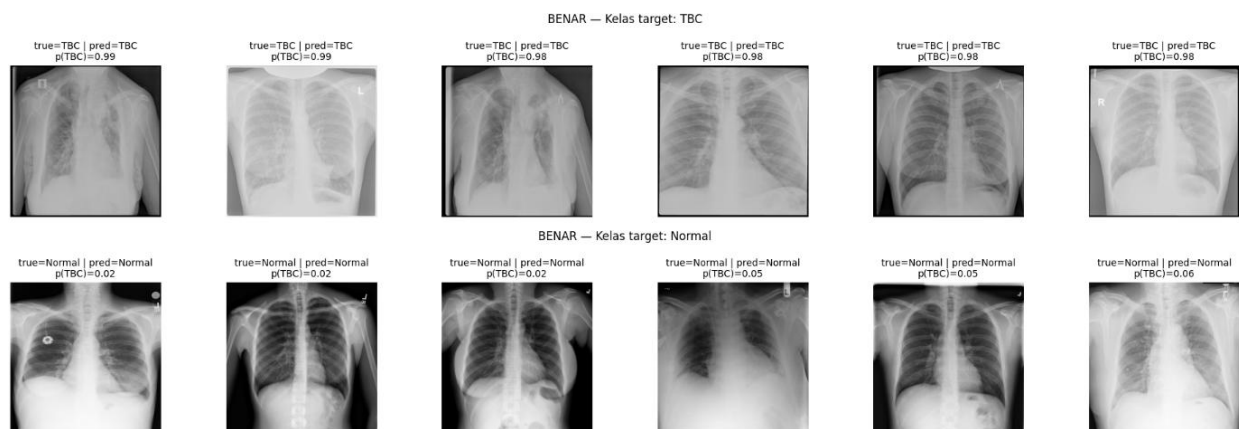 BENAR — Kelas target: TBC
true=TBC | pred=TBC
p(TBC)=0.99
true=TBC | pred=TBC
p(TBC)=0.99
true=TBC | pred=TBC
p(TBC)=0.98
true=TBC | pred=TBC
p(TBC)=0.98
true=TBC | pred=TBC
p(TBC)=0.98
true=TBC | pred=TBC
p(TBC)=0.98
L
R
BENAR — Kelas target: Normal
true=Normal | pred=Normal
p(TBC)=0.02
true=Normal | pred=Normal
p(TBC)=0.02
true=Normal | pred=Normal
p(TBC)=0.02
true=Normal | pred=Normal
p(TBC)=0.05
true=Normal | pred=Normal
p(TBC)=0.05
true=Normal | pred=Normal
p(TBC)=0.06